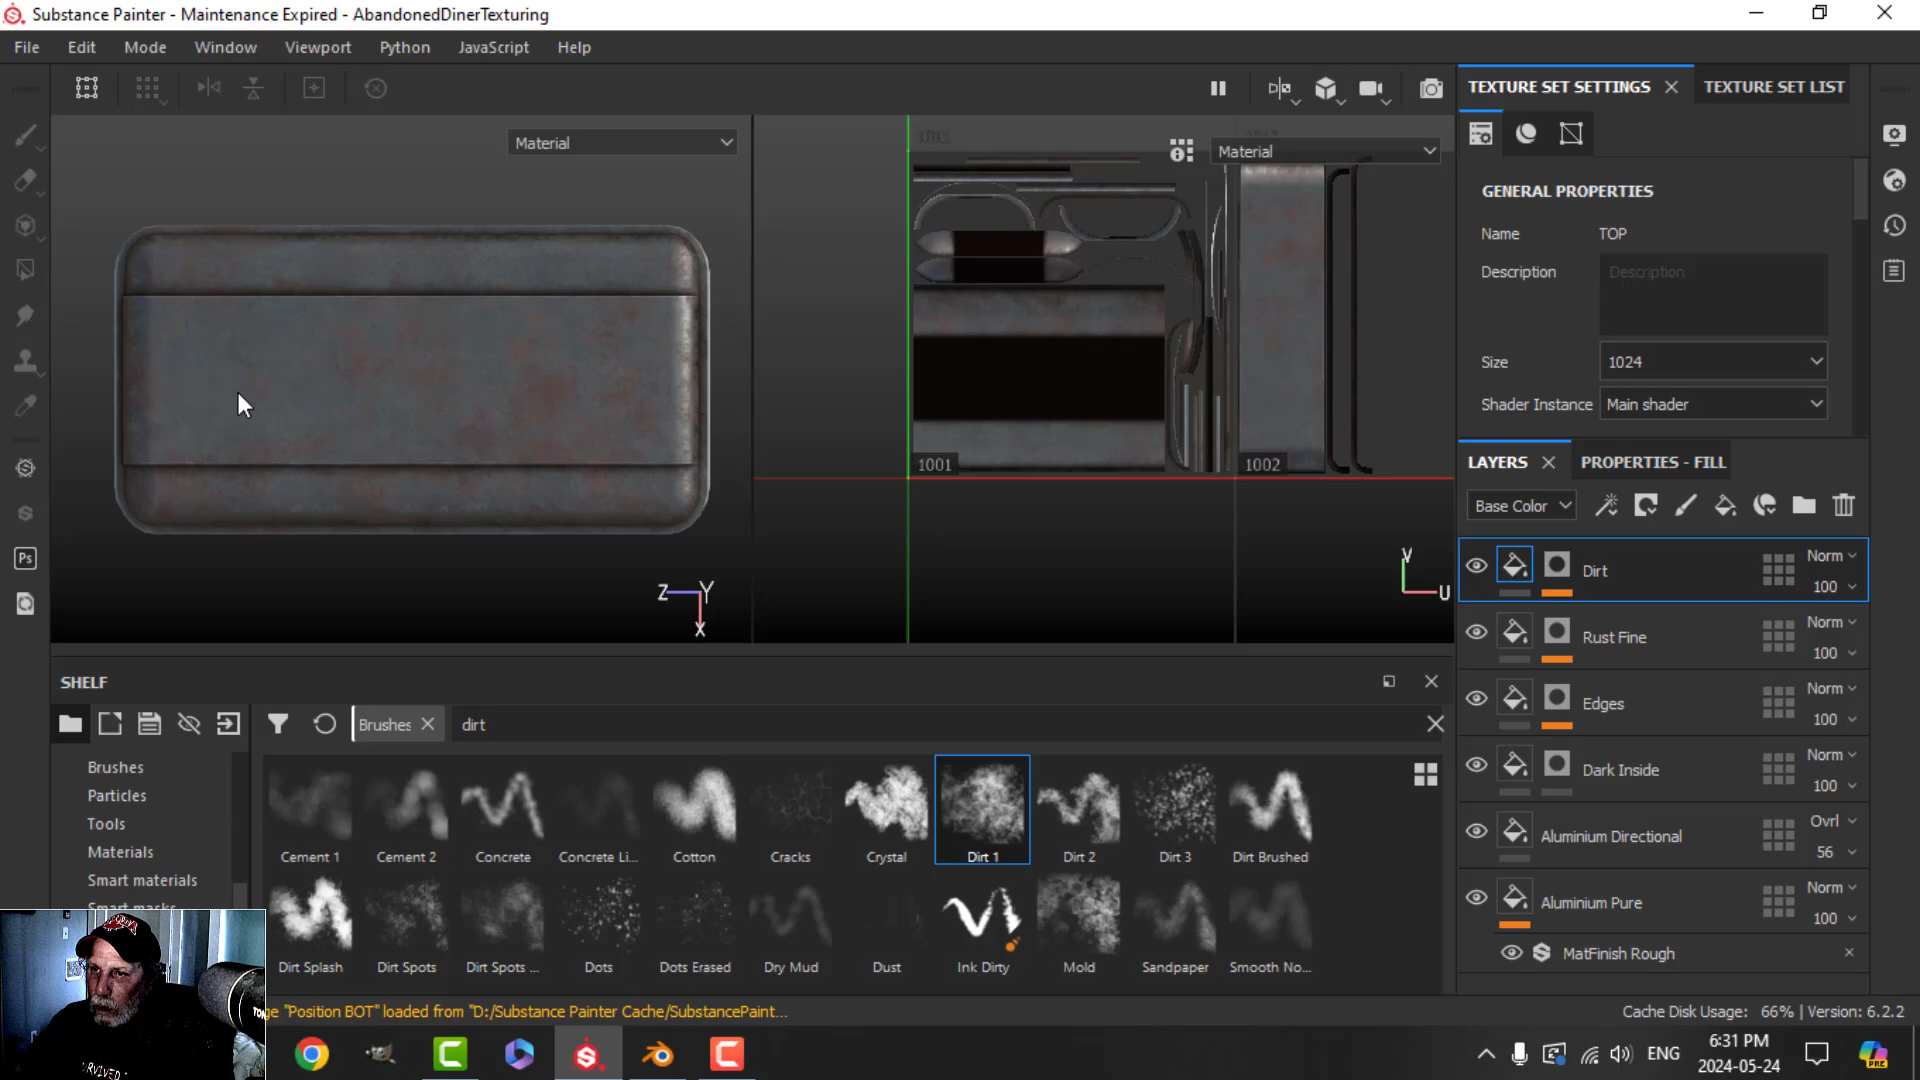 Substance Painter - Maintenance Expired - AbandonedDinerTexturing
File Edit Mode Window Viewport Python JavaScript Help
TEXTURE SET SETTINGS TEXTURE SET LIST
Material
Material
GENERAL PROPERTIES
Name TOP
Description Description
Size 1024
Shader Instance Main shader
1001
1002
Z Y
X
V
U
LAYERS PROPERTIES - FILL
Base Color
Dirt Norm 100
Rust Fine Norm 100
Edges Norm 100
Dark Inside Norm 100
Aluminium Directional Ovrl 56
Aluminium Pure Norm 100
MatFinish Rough
SHELF
Brushes dirt
Brushes
Particles
Tools
Materials
Smart materials
Smart masks
Cement 1 Cement 2 Concrete Concrete Li... Cotton Cracks Crystal Dirt 1 Dirt 2 Dirt 3 Dirt Brushed
Dirt Splash Dirt Spots Dirt Spots ... Dots Dots Erased Dry Mud Dust Ink Dirty Mold Sandpaper Smooth No...
ge "Position BOT" loaded from "D:/Substance Painter Cache/SubstancePaint...
Cache Disk Usage: 66% | Version: 6.2.2
Ps
ENG
6:31 PM
2024-05-24